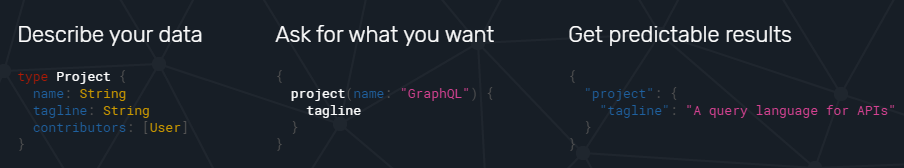 Describe your data
type Project {
  name: String
  tagline: String
  contributors: [User]
}
Ask for what you want
{
  project(name: "GraphQL") {
    tagline
  }
}
Get predictable results
{
  "project": {
    "tagline": "A query language for APIs"
  }
}